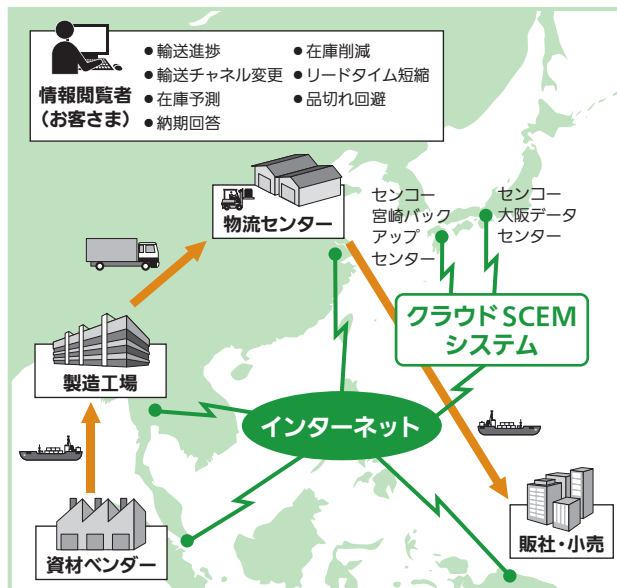 情報閲覧者
（お客さま）
●輸送進捗
●輸送チャネル変更
●在庫予測
●納期回答
●在庫削減
●リードタイム短縮
●品切れ回避
物流センター
センコー
宮崎バック
アップ
センター
センコー
大阪データ
センター
クラウドSCEM
システム
製造工場
インターネット
資材ベンダー
販社・小売